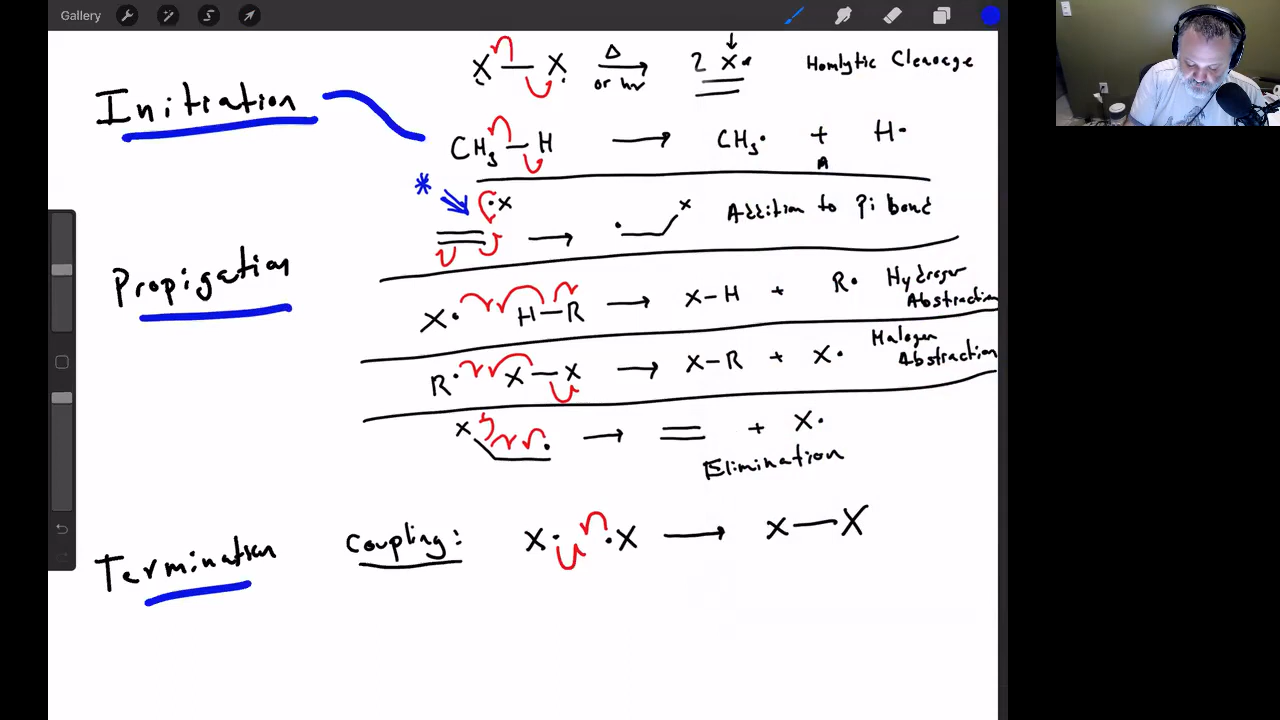 Gallery
X — X Δ or hν → 2 X• Homlytic Cleavage
Initiation
CH₃ – H → CH₃• + H•
* •X
= → • X Addition to Pi bond
Propigation
X• H–R → X–H + R• Hydrogen Abstraction
R• X–X → X–R + X• Halogen Abstraction
X • → = + X•
Elimination
Termination Coupling: X• •X → X—X